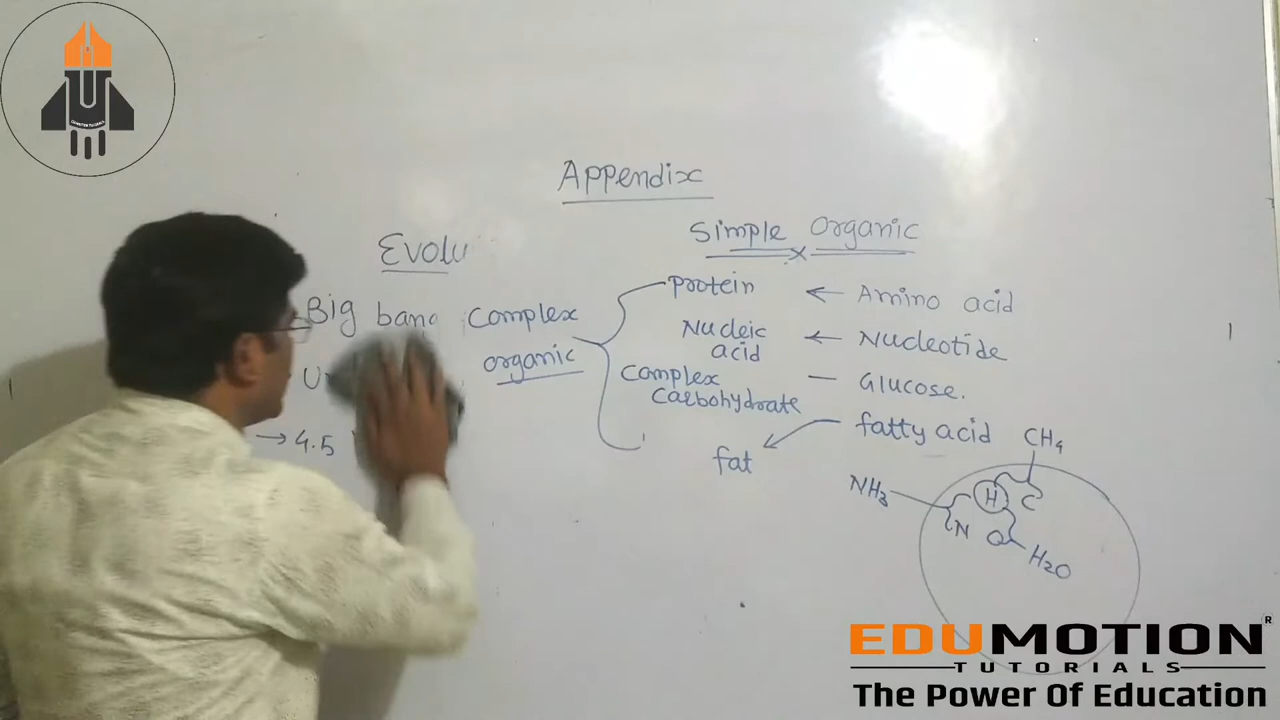 Appendix
Evolu
Simple Organic
Big bang
Complex
organic
protein ← Amino acid
Nucleic
acid
← Nucleotide
Complex
Carbohydrate
— Glucose.
→ 4.5
fatty acid
fat
CH4
NH3
H
C
N
O
H2O
EDUMOTION®
TUTORIALS
The Power Of Education